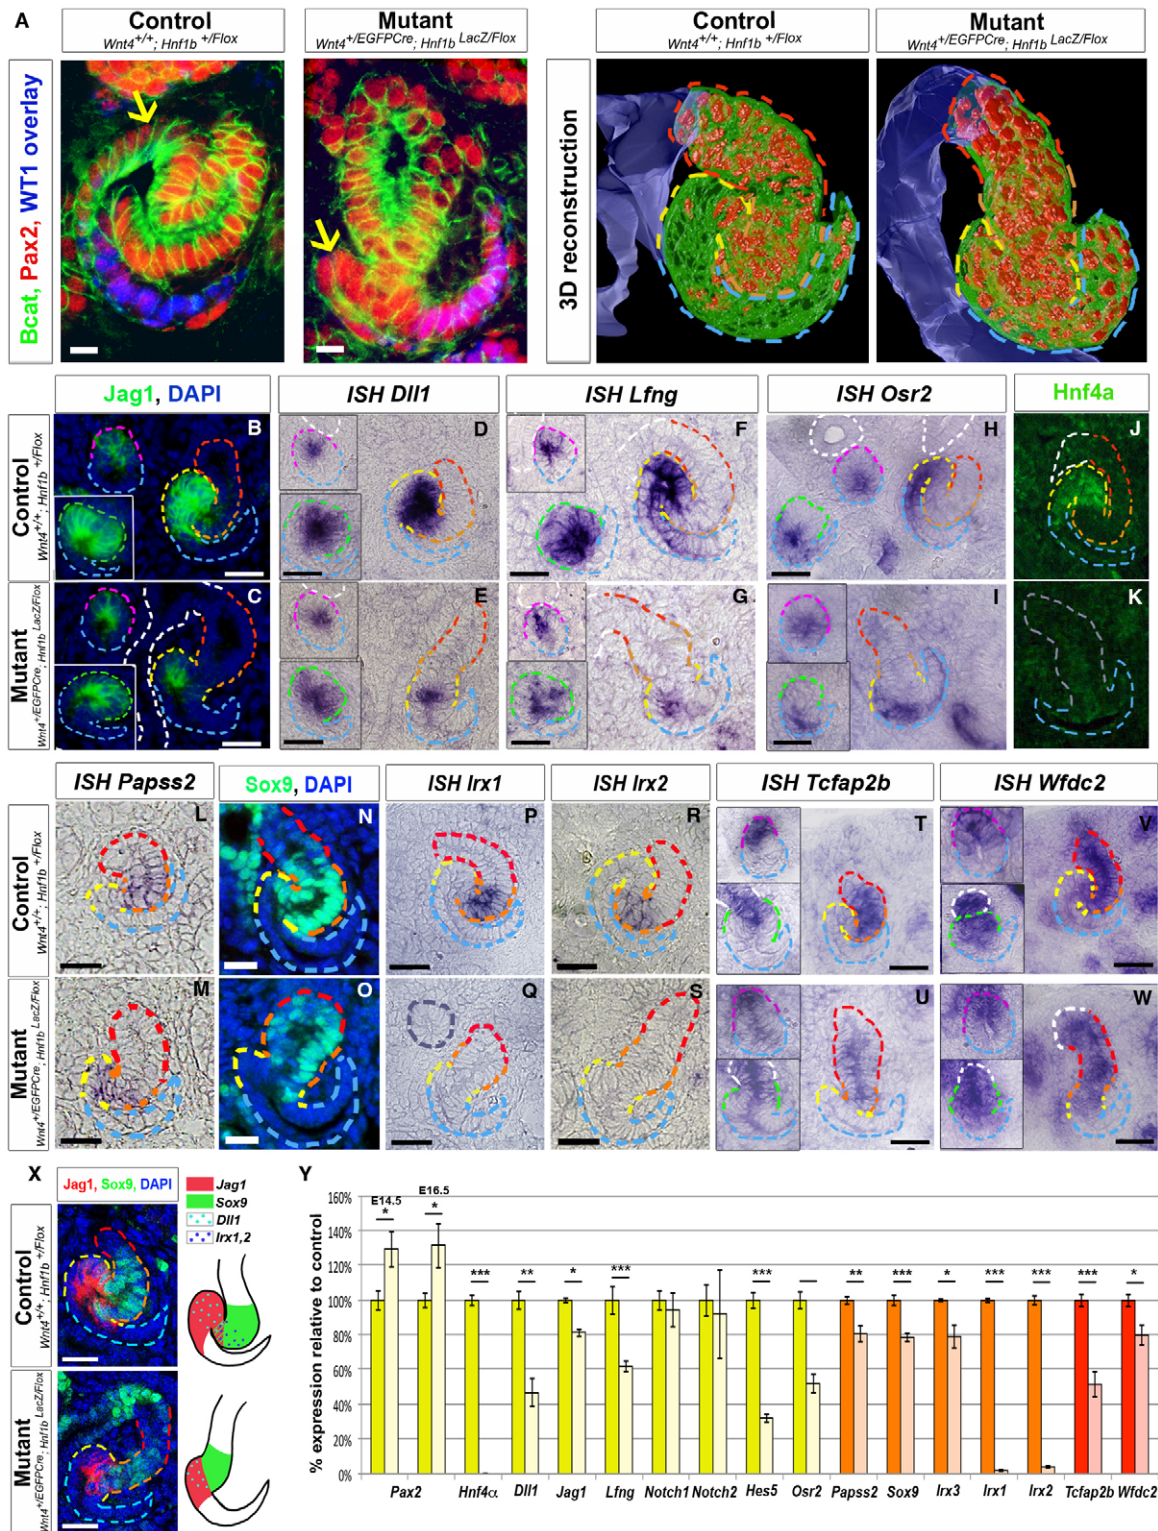 A
Control
Wnt4+/+; Hnf1b +/Flox
Mutant
Wnt4+/EGFPCre; Hnf1b LacZ/Flox
Control
Wnt4+/+; Hnf1b +/Flox
Mutant
Wnt4+/EGFPCre; Hnf1b LacZ/Flox
Bcat, Pax2, WT1 overlay
3D reconstruction
Jag1, DAPI
ISH Dll1
ISH Lfng
ISH Osr2
Hnf4a
Control
Wnt4+/+; Hnf1b +/Flox
B
D
F
H
J
Mutant
Wnt4+/EGFPCre; Hnf1b LacZ/Flox
C
E
G
I
K
ISH Papss2
Sox9, DAPI
ISH Irx1
ISH Irx2
ISH Tcfap2b
ISH Wfdc2
Control
Wnt4+/+; Hnf1b +/Flox
L
N
P
R
T
V
Mutant
Wnt4+/EGFPCre; Hnf1b LacZ/Flox
M
O
Q
S
U
W
X
Jag1, Sox9, DAPI
Jag1
Sox9
Dll1
Irx1,2
Control
Wnt4+/+; Hnf1b +/Flox
Mutant
Wnt4+/EGFPCre; Hnf1b LacZ/Flox
Y
% expression relative to control
160%
140%
120%
100%
80%
60%
40%
20%
0%
E14.5
E16.5
* * *** ** * *** *** ** *** * *** *** *** *
Pax2 Hnf4α Dll1 Jag1 Lfng Notch1 Notch2 Hes5 Osr2 Papss2 Sox9 Irx3 Irx1 Irx2 Tcfap2b Wfdc2